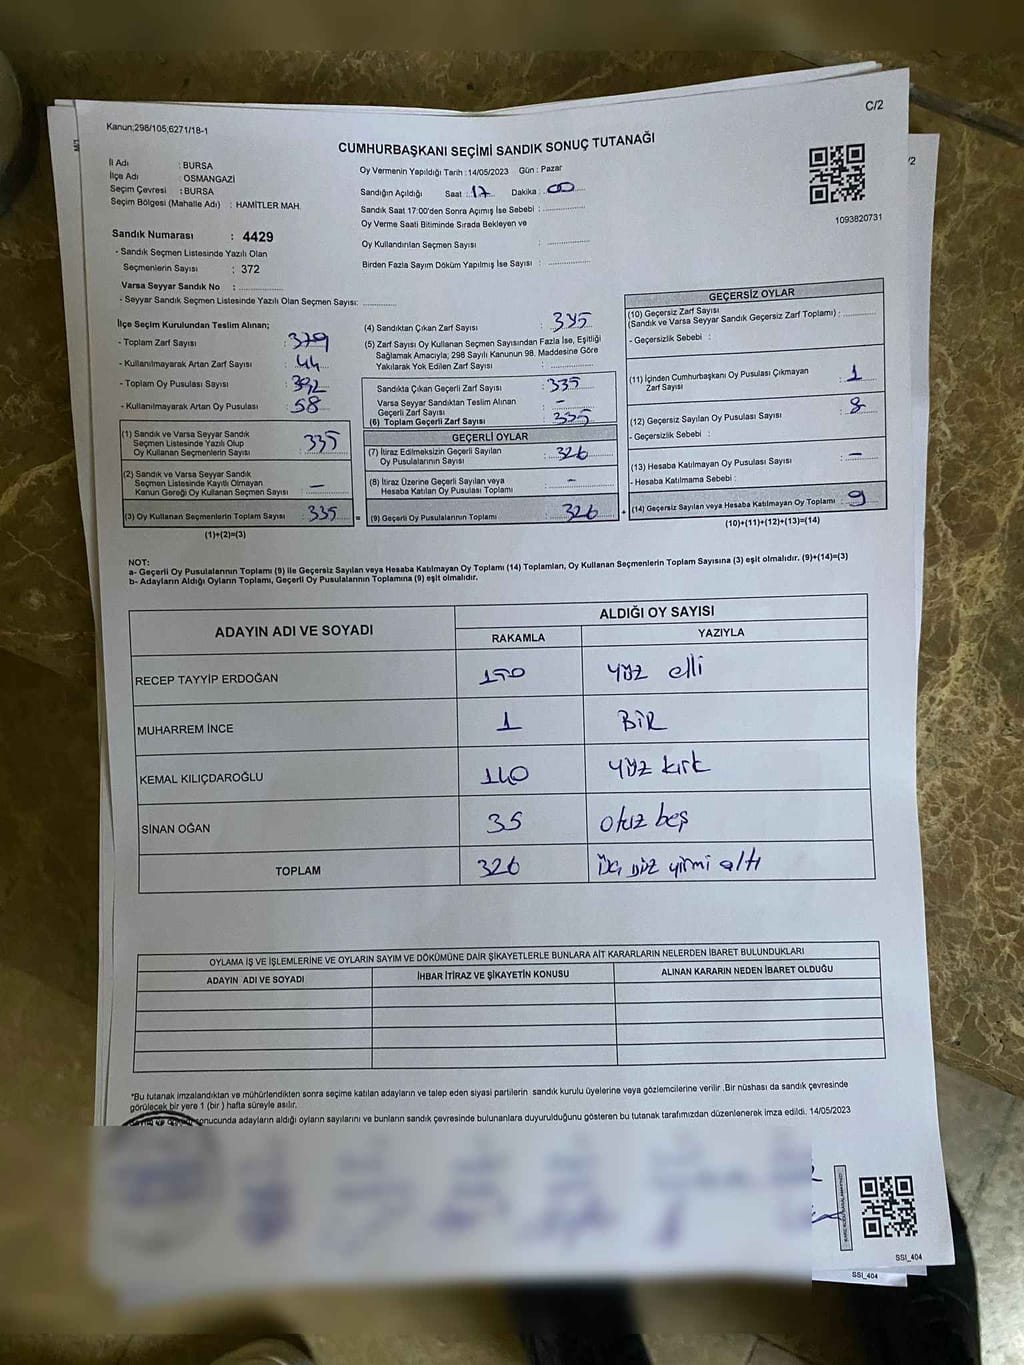 C/2
Kanun;298/105;6271/18-1
CUMHURBAŞKANI SEÇİMİ SANDIK SONUÇ TUTANAĞI
İl Adı : BURSA
İlçe Adı : OSMANGAZİ
Seçim Çevresi : BURSA
Seçim Bölgesi (Mahalle Adı) : HAMİTLER MAH.
Oy Vermenin Yapıldığı Tarih :14/05/2023 Gün : Pazar
Sandığın Açıldığı Saat : 17 Dakika : 00
Sandık Saat 17:00'den Sonra Açımış İse Sebebi :
Oy Verme Saati Bitiminde Sırada Bekleyen ve
Oy Kullandırılan Seçmen Sayısı :
Birden Fazla Sayım Döküm Yapılmış İse Sayısı :
1093820731
/2
Sandık Numarası : 4429
- Sandık Seçmen Listesinde Yazılı Olan
Seçmenlerin Sayısı : 372
Varsa Seyyar Sandık No :
- Seyyar Sandık Seçmen Listesinde Yazılı Olan Seçmen Sayısı:
İlçe Seçim Kurulundan Teslim Alınan;
- Toplam Zarf Sayısı : 379
- Kullanılmayarak Artan Zarf Sayısı : 44
- Toplam Oy Pusulası Sayısı : 392
- Kullanılmayarak Artan Oy Pusulası : 58
(1) Sandık ve Varsa Seyyar Sandık
Seçmen Listesinde Yazılı Olup
Oy Kullanan Seçmenlerin Sayısı : 335
(2) Sandık ve Varsa Seyyar Sandık
Seçmen Listesinde Kayıtlı Olmayan
Kanun Gereği Oy Kullanan Seçmen Sayısı : –
(3) Oy Kullanan Seçmenlerin Toplam Sayısı : 335
(1)+(2)=(3)
(4) Sandıktan Çıkan Zarf Sayısı : 335
(5) Zarf Sayısı Oy Kullanan Seçmen Sayısından Fazla İse, Eşitliği
Sağlamak Amacıyla; 298 Sayılı Kanunun 98. Maddesine Göre
Yakılarak Yok Edilen Zarf Sayısı :
Sandıkta Çıkan Geçerli Zarf Sayısı : 335
Varsa Seyyar Sandıktan Teslim Alınan
Geçerli Zarf Sayısı : –
(6) Toplam Geçerli Zarf Sayısı : 335
GEÇERLİ OYLAR
(7) İtiraz Edilmeksizin Geçerli Sayılan
Oy Pusulalarının Sayısı : 326
(8) İtiraz Üzerine Geçerli Sayılan veya
Hesaba Katılan Oy Pusulası Toplamı : –
= (9) Geçerli Oy Pusulalarının Toplamı : 326 +
GEÇERSİZ OYLAR
(10) Geçersiz Zarf Sayısı
(Sandık ve Varsa Seyyar Sandık Geçersiz Zarf Toplamı) :
- Geçersizlik Sebebi :
(11) İçinden Cumhurbaşkanı Oy Pusulası Çıkmayan
Zarf Sayısı : 1
(12) Geçersiz Sayılan Oy Pusulası Sayısı : 8
- Geçersizlik Sebebi :
(13) Hesaba Katılmayan Oy Pusulası Sayısı : –
- Hesaba Katılmama Sebebi :
(14) Geçersiz Sayılan veya Hesaba Katılmayan Oy Toplamı : 9
(10)+(11)+(12)+(13)=(14)
NOT:
a- Geçerli Oy Pusulalarının Toplamı (9) ile Geçersiz Sayılan veya Hesaba Katılmayan Oy Toplamı (14) Toplamları, Oy Kullanan Seçmenlerin Toplam Sayısına (3) eşit olmalıdır. (9)+(14)=(3)
b- Adayların Aldığı Oyların Toplamı, Geçerli Oy Pusulalarının Toplamına (9) eşit olmalıdır.
ADAYIN ADI VE SOYADI ALDIĞI OY SAYISI
RAKAMLA YAZIYLA
RECEP TAYYİP ERDOĞAN 150 yüz elli
MUHARREM İNCE 1 BİR
KEMAL KILIÇDAROĞLU 140 yüz kırk
SİNAN OĞAN 35 otuz beş
TOPLAM 326 üç yüz yirmi altı
OYLAMA İŞ VE İŞLEMLERİNE VE OYLARIN SAYIM VE DÖKÜMÜNE DAİR ŞİKAYETLERLE BUNLARA AİT KARARLARIN NELERDEN İBARET BULUNDUKLARI
ADAYIN ADI VE SOYADI İHBAR İTİRAZ VE ŞİKAYETİN KONUSU ALINAN KARARIN NEDEN İBARET OLDUĞU
*Bu tutanak imzalandıktan ve mühürlendikten sonra seçime katılan adayların ve talep eden siyasi partilerin sandık kurulu üyelerine veya gözlemcilerine verilir .Bir nüshası da sandık çevresinde
görülecek bir yere 1 (bir ) hafta süreyle asılır.
sonucunda adayların aldığı oyların sayılarını ve bunların sandık çevresinde bulunanlara duyurulduğunu gösteren bu tutanak tarafımızdan düzenlenerek imza edildi. 14/05/2023
SSİ_404
SSİ_404